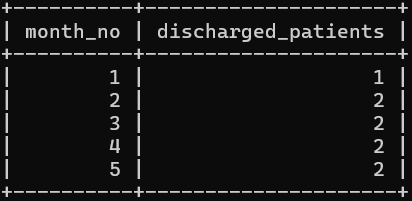 +----------+---------------------+
| month_no | discharged_patients |
+----------+---------------------+
|        1 |                   1 |
|        2 |                   2 |
|        3 |                   2 |
|        4 |                   2 |
|        5 |                   2 |
+----------+---------------------+